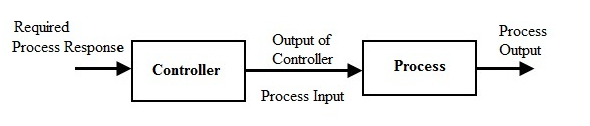 Required
Process Response
Controller
Output of
Controller
Process Input
Process
Process
Output